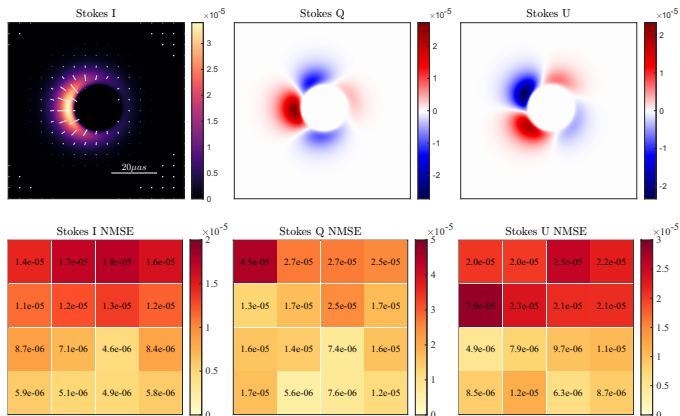 Stokes I
Stokes Q
Stokes U
×10⁻⁵
3
2.5
2
1.5
1
0.5
0
20μas
×10⁻⁵
2
1
0
-1
-2
×10⁻⁵
2
1
0
-1
-2
Stokes I NMSE
Stokes Q NMSE
Stokes U NMSE
1.4e-05 1.7e-05 1.8e-05 1.6e-05
1.1e-05 1.2e-05 1.3e-05 1.2e-05
8.7e-06 7.1e-06 4.6e-06 8.4e-06
5.9e-06 5.1e-06 4.9e-06 5.8e-06
×10⁻⁵
2
1.5
1
0.5
0
4.5e-05 2.7e-05 2.7e-05 2.5e-05
1.3e-05 1.7e-05 2.5e-05 1.7e-05
1.6e-05 1.4e-05 7.4e-06 1.6e-05
1.7e-05 5.6e-06 7.6e-06 1.2e-05
×10⁻⁵
5
4
3
2
1
0
2.0e-05 2.0e-05 2.5e-05 2.2e-05
2.9e-05 2.3e-05 2.1e-05 2.1e-05
4.9e-06 7.9e-06 9.7e-06 1.1e-05
8.5e-06 1.2e-05 6.3e-06 8.7e-06
×10⁻⁵
3
2.5
2
1.5
1
0.5
0